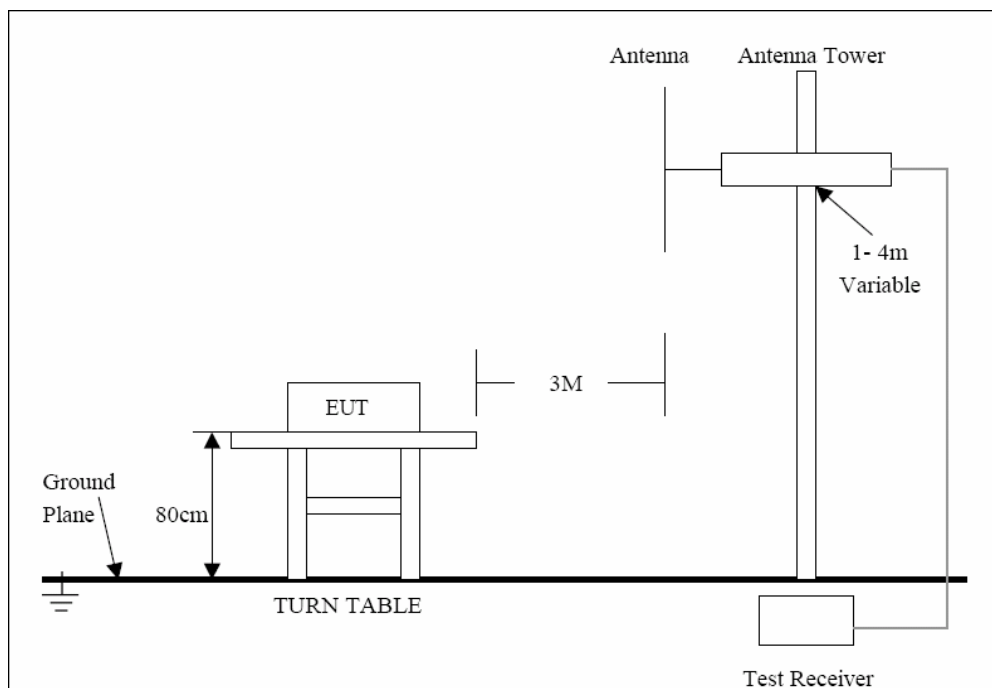 Antenna
Antenna Tower
1- 4m
Variable
3M
EUT
Ground
Plane
80cm
TURN TABLE
Test Receiver